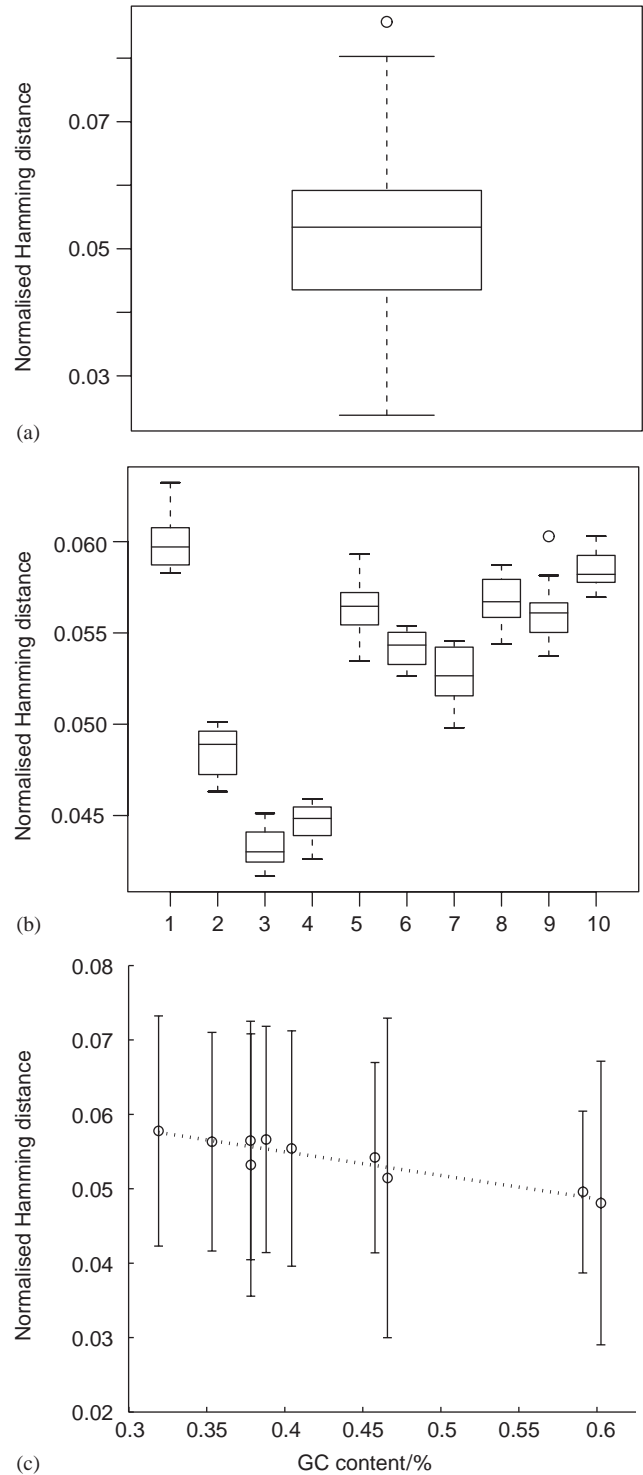 Normalised Hamming distance
0.07
0.05
0.03
(a)
Normalised Hamming distance
0.060
0.055
0.050
0.045
1 2 3 4 5 6 7 8 9 10
(b)
Normalised Hamming distance
0.08
0.07
0.06
0.05
0.04
0.03
0.02
0.3 0.35 0.4 0.45 0.5 0.55 0.6
GC content/%
(c)